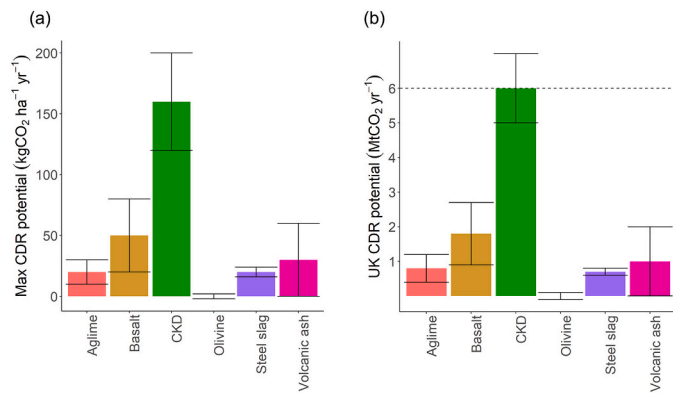 (a)
Max CDR potential (kgCO₂ ha⁻¹ yr⁻¹)
200
150
100
50
0
Aglime
Basalt
CKD
Olivine
Steel slag
Volcanic ash
(b)
UK CDR potential (MtCO₂ yr⁻¹)
6
5
4
3
2
1
Aglime
Basalt
CKD
Olivine
Steel slag
Volcanic ash